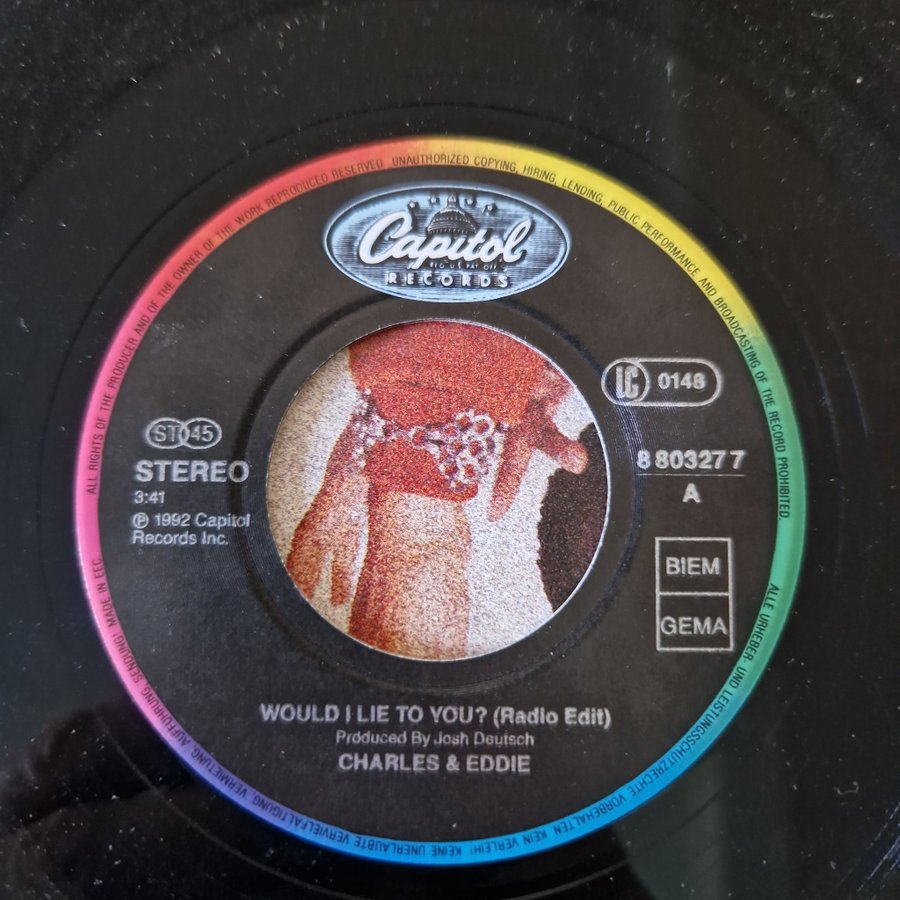 ALL RIGHTS OF THE PRODUCER AND OF THE OWNER OF THE WORK REPRODUCED RESERVED. UNAUTHORIZED COPYING, HIRING, LENDING, PUBLIC PERFORMANCE AND BROADCASTING OF THE RECORD PROHIBITED.
Capitol
REG. U.S. PAT. OFF.
RECORDS
LC 0148
ST 45
STEREO
3:41
℗ 1992 Capitol
Records Inc.
8 80327 7
A
BIEM
GEMA
WOULD I LIE TO YOU? (Radio Edit)
Produced By Josh Deutsch
CHARLES & EDDIE
ALLE URHEBER- UND LEISTUNGSSCHUTZRECHTE VORBEHALTEN. KEIN VERLEIH! KEINE UNERLAUBTE VERVIELFÄLTIGUNG, VERMIETUNG, AUFFÜHRUNG, SENDUNG! MADE IN EEC.